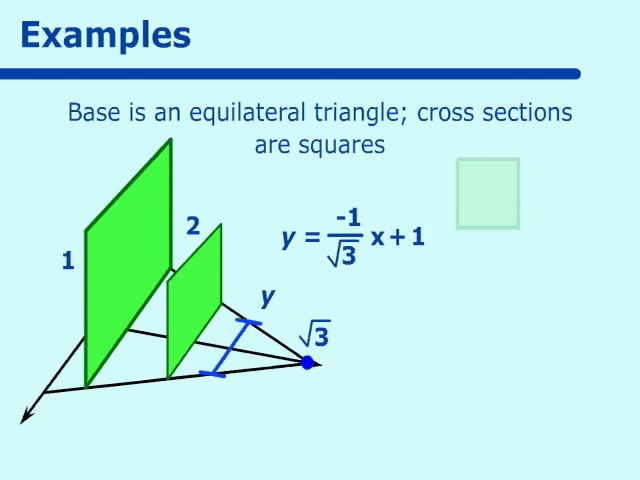 Examples
Base is an equilateral triangle; cross sections
are squares
2
1
y = -1/√3 x + 1
y
√3